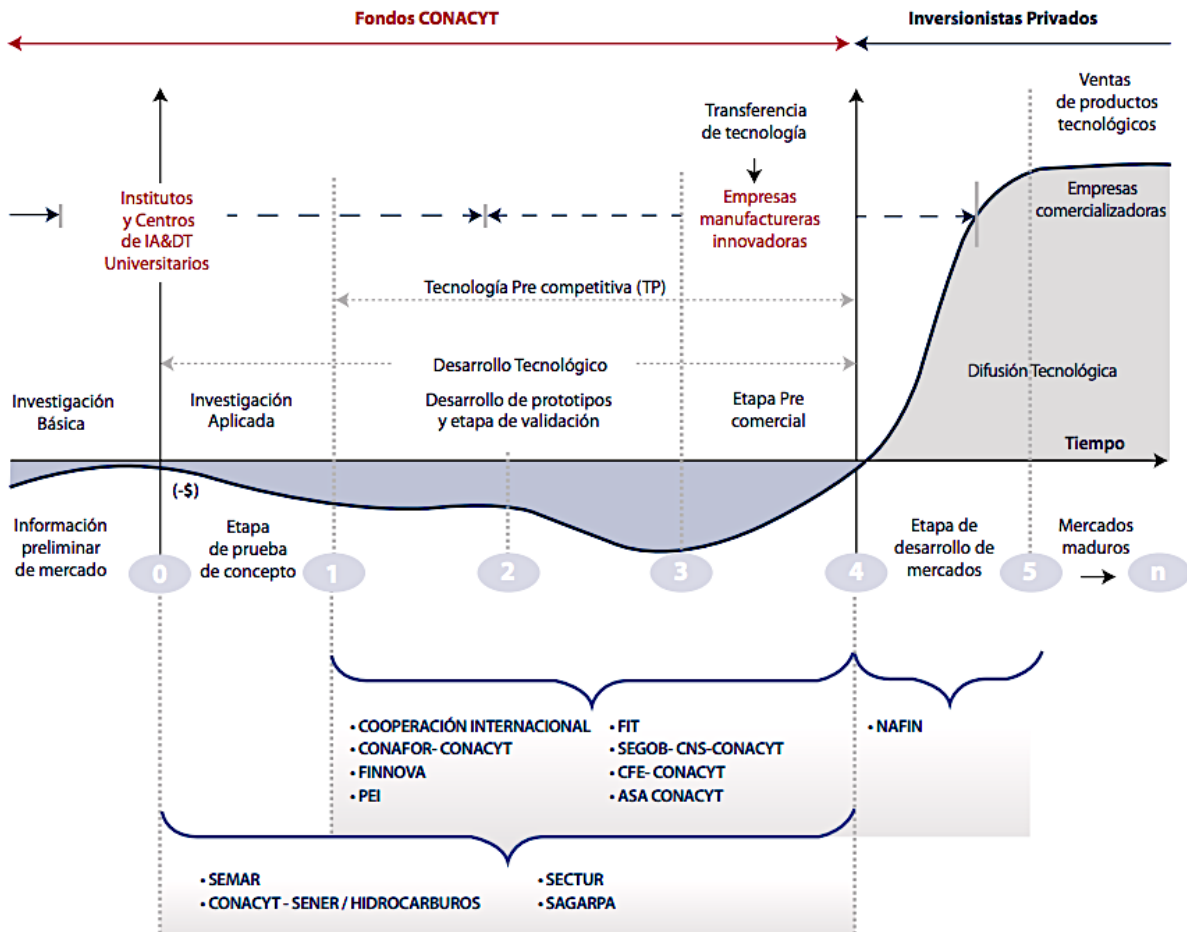 Fondos CONACYT
Inversionistas Privados
Transferencia
de tecnología
Ventas
de productos
tecnológicos
Institutos
y Centros
de IA&DT
Universitarios
Empresas
manufactureras
innovadoras
Empresas
comercializadoras
Tecnología Pre competitiva (TP)
Desarrollo Tecnológico
Difusión Tecnológica
Investigación
Básica
Investigación
Aplicada
Desarrollo de prototipos
y etapa de validación
Etapa Pre
comercial
Tiempo
(-$)
Información
preliminar
de mercado
Etapa
de prueba
de concepto
Etapa de
desarrollo de
mercados
Mercados
maduros
0
1
2
3
4
5
n
• COOPERACIÓN INTERNACIONAL
• CONAFOR- CONACYT
• FINNOVA
• PEI
• FIT
• SEGOB- CNS-CONACYT
• CFE- CONACYT
• ASA CONACYT
• NAFIN
• SEMAR
• CONACYT - SENER / HIDROCARBUROS
• SECTUR
• SAGARPA